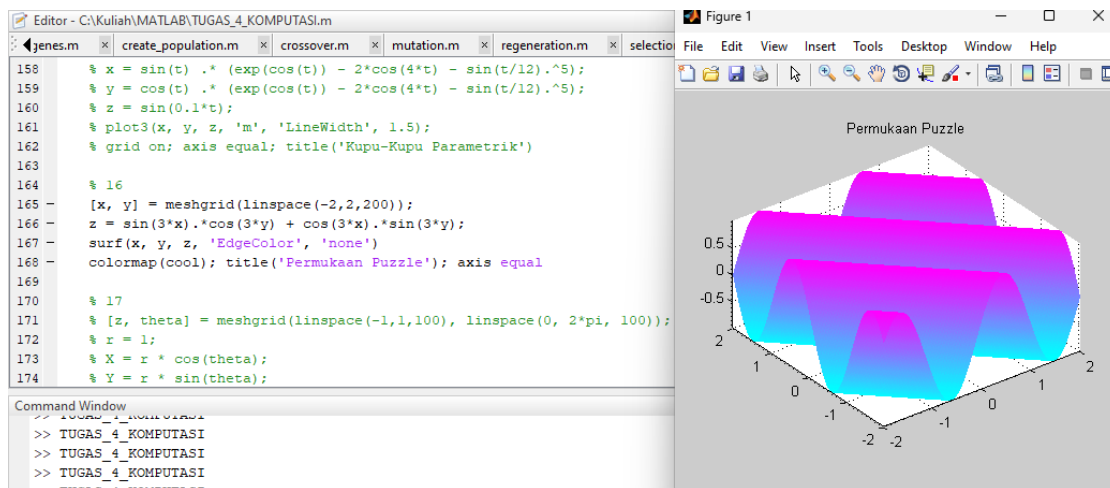 Editor - C:\Kuliah\MATLAB\TUGAS_4_KOMPUTASI.m
genes.m × create_population.m × crossover.m × mutation.m × regeneration.m × selection
158 % x = sin(t) .* (exp(cos(t)) - 2*cos(4*t) - sin(t/12).^5);
159 % y = cos(t) .* (exp(cos(t)) - 2*cos(4*t) - sin(t/12).^5);
160 % z = sin(0.1*t);
161 % plot3(x, y, z, 'm', 'LineWidth', 1.5);
162 % grid on; axis equal; title('Kupu-Kupu Parametrik')
163
164 % 16
165 - [x, y] = meshgrid(linspace(-2,2,200));
166 - z = sin(3*x).*cos(3*y) + cos(3*x).*sin(3*y);
167 - surf(x, y, z, 'EdgeColor', 'none')
168 - colormap(cool); title('Permukaan Puzzle'); axis equal
169
170 % 17
171 % [z, theta] = meshgrid(linspace(-1,1,100), linspace(0, 2*pi, 100));
172 % r = 1;
173 % X = r * cos(theta);
174 % Y = r * sin(theta);
Command Window
>> TUGAS_4_KOMPUTASI
>> TUGAS_4_KOMPUTASI
>> TUGAS_4_KOMPUTASI
>> TUGAS_4_KOMPUTASI
Figure 1
File Edit View Insert Tools Desktop Window Help
Permukaan Puzzle
0.5
0
-0.5
2
1
0
-1
-2
-2
-1
0
1
2